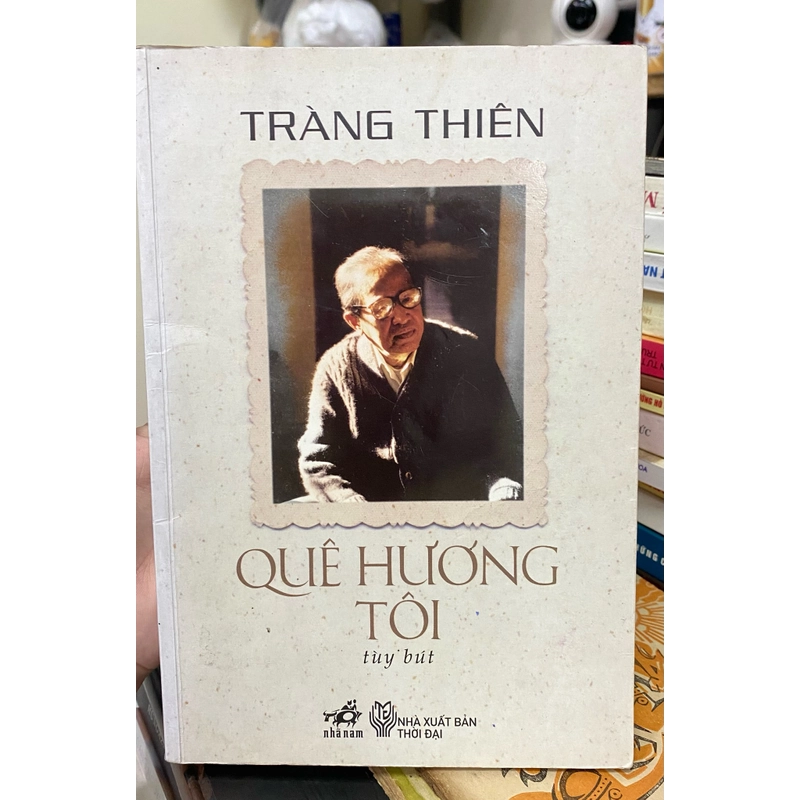 TRÀNG THIÊN
QUÊ HƯƠNG
TÔI
tùy bút
nhã nam
NHÀ XUẤT BẢN
THỜI ĐẠI